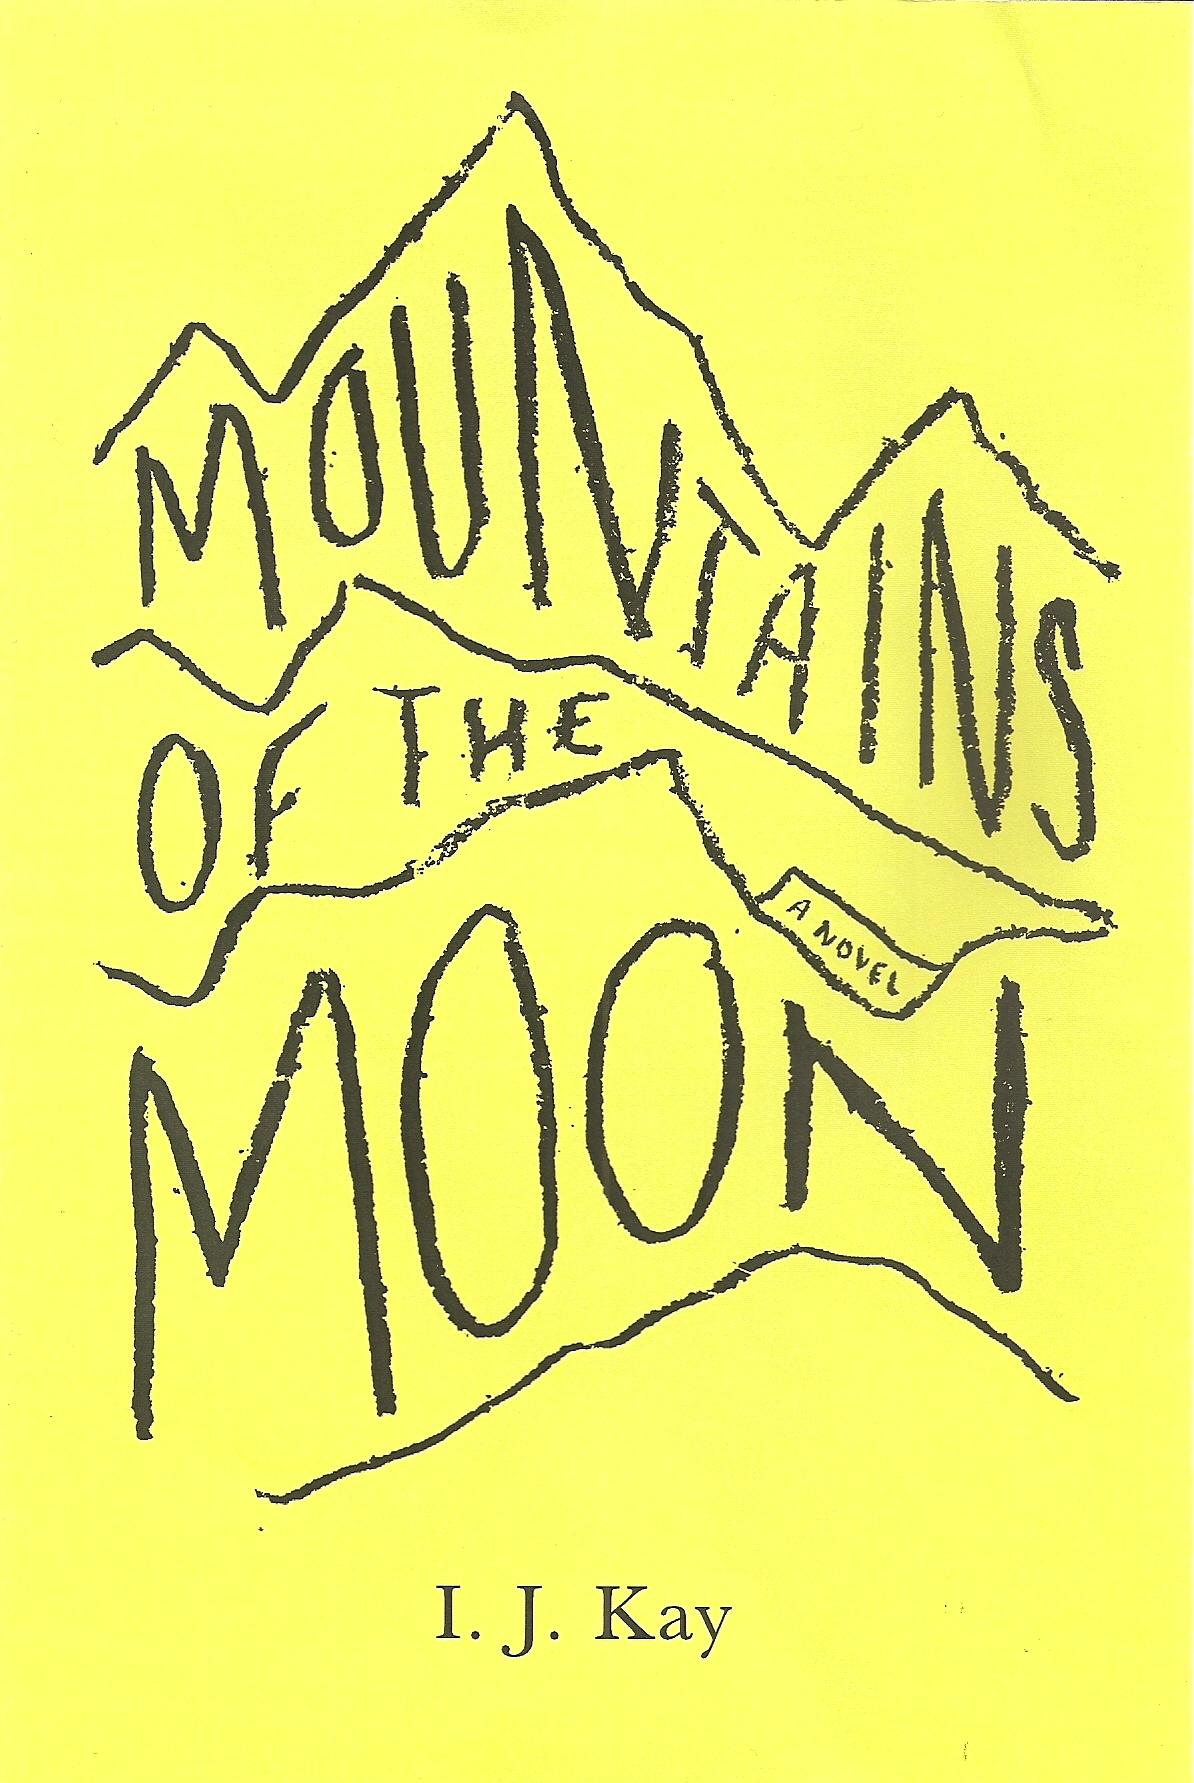 MOUNTAINS
OF THE
MOON
A NOVEL
I. J. Kay